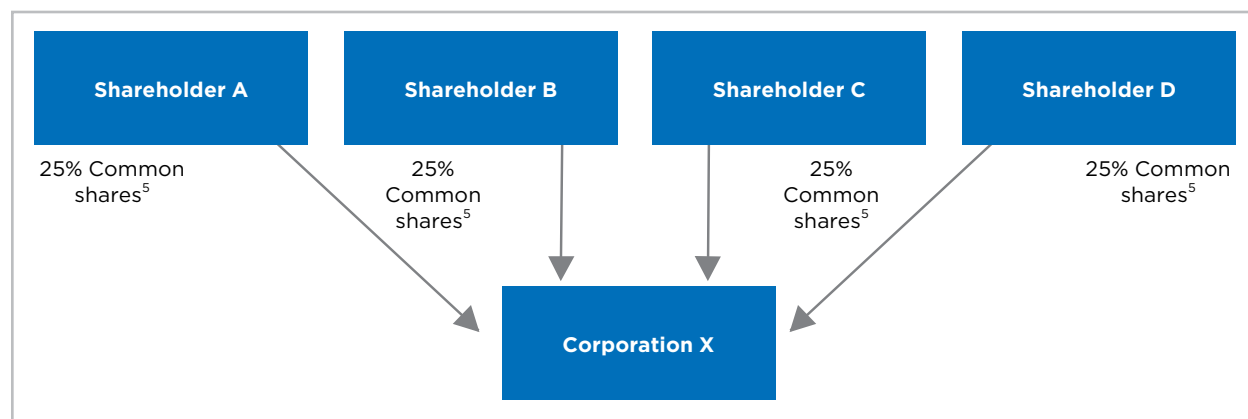 Shareholder A
Shareholder B
Shareholder C
Shareholder D
25% Common
shares⁵
25%
Common
shares⁵
25%
Common
shares⁵
25% Common
shares⁵
Corporation X